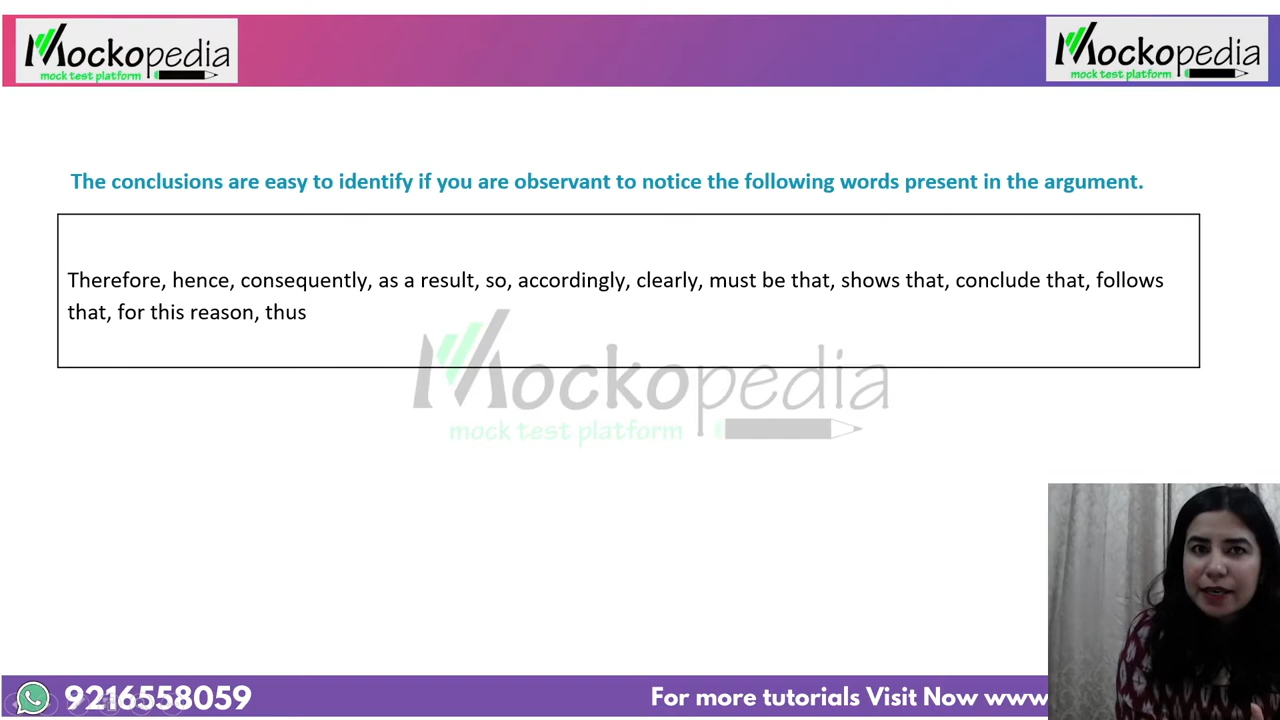 Mockopedia
mock test platform
Mockopedia
mock test platform
The conclusions are easy to identify if you are observant to notice the following words present in the argument.
Therefore, hence, consequently, as a result, so, accordingly, clearly, must be that, shows that, conclude that, follows
that, for this reason, thus
Mockopedia
mock test platform
9216558059
For more tutorials Visit Now www